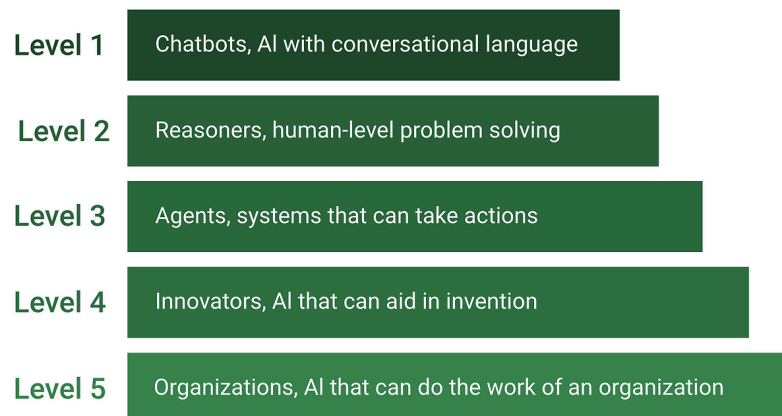 Level 1 Chatbots, AI with conversational language
Level 2 Reasoners, human-level problem solving
Level 3 Agents, systems that can take actions
Level 4 Innovators, AI that can aid in invention
Level 5 Organizations, AI that can do the work of an organization